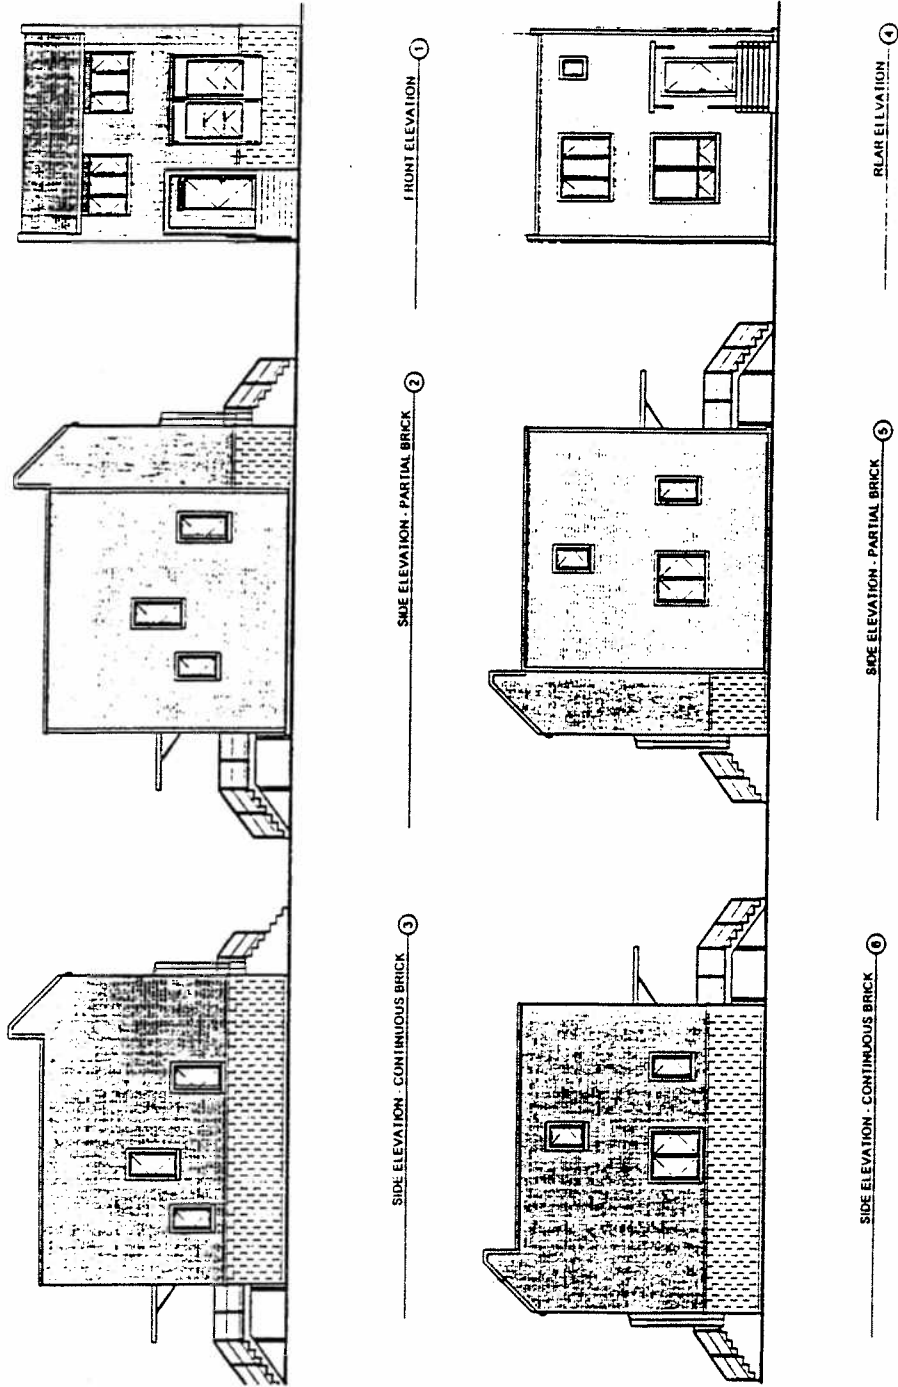 FRONT ELEVATION 1
SIDE ELEVATION - PARTIAL BRICK 2
SIDE ELEVATION - CONTINUOUS BRICK 3
REAR ELEVATION 4
SIDE ELEVATION - PARTIAL BRICK 5
SIDE ELEVATION - CONTINUOUS BRICK 6